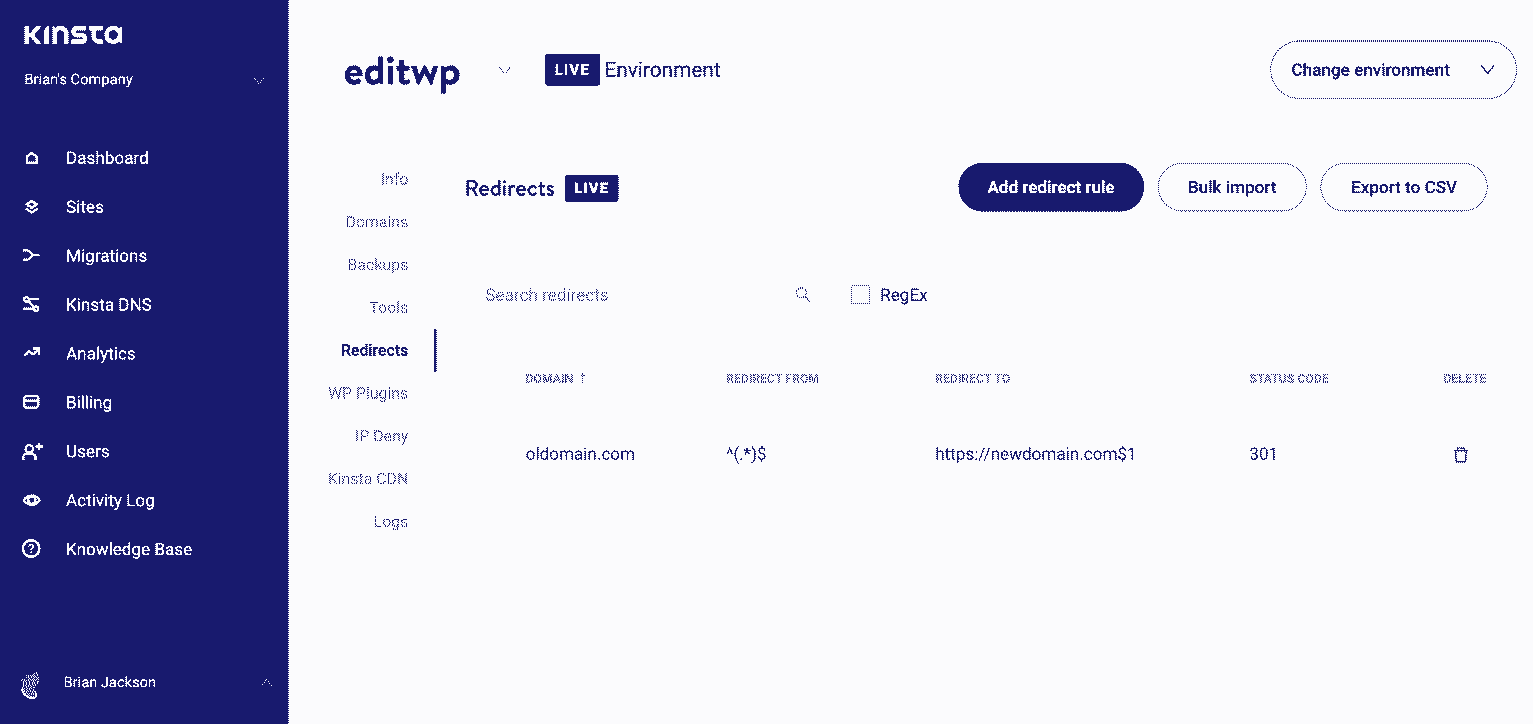 Kinsta
Brian's Company
Dashboard
Sites
Migrations
Kinsta DNS
Analytics
Billing
Users
Activity Log
Knowledge Base
Brian Jackson
editwp LIVE Environment
Change environment
Info
Domains
Backups
Tools
Redirects
WP Plugins
IP Deny
Kinsta CDN
Logs
Redirects LIVE
Add redirect rule Bulk import Export to CSV
Search redirects RegEx
DOMAIN ↑ REDIRECT FROM REDIRECT TO STATUS CODE DELETE
oldomain.com ^(.*)$ https://newdomain.com$1 301